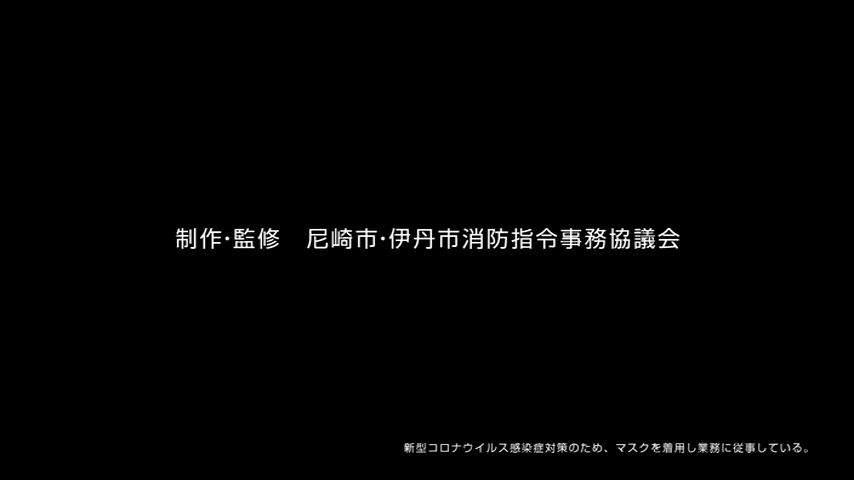 制作・監修　尼崎市・伊丹市消防指令事務協議会
新型コロナウイルス感染症対策のため、マスクを着用し業務に従事している。